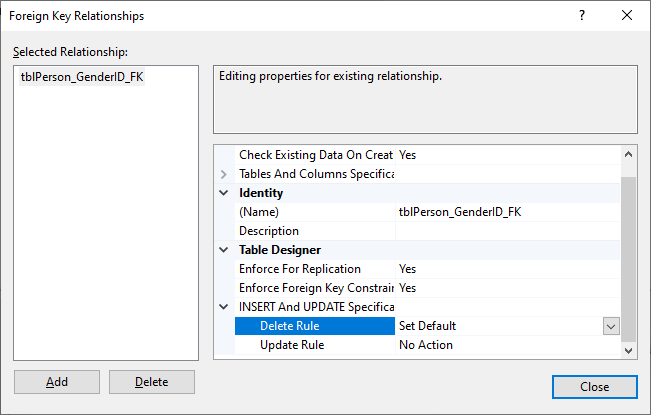 Foreign Key Relationships
?
Selected Relationship:
tblPerson_GenderID_FK
Editing properties for existing relationship.
Check Existing Data On Creat Yes
Tables And Columns Specifica
Identity
(Name) tblPerson_GenderID_FK
Description
Table Designer
Enforce For Replication Yes
Enforce Foreign Key Constrain Yes
INSERT And UPDATE Specifica
Delete Rule Set Default
Update Rule No Action
Add Delete
Close